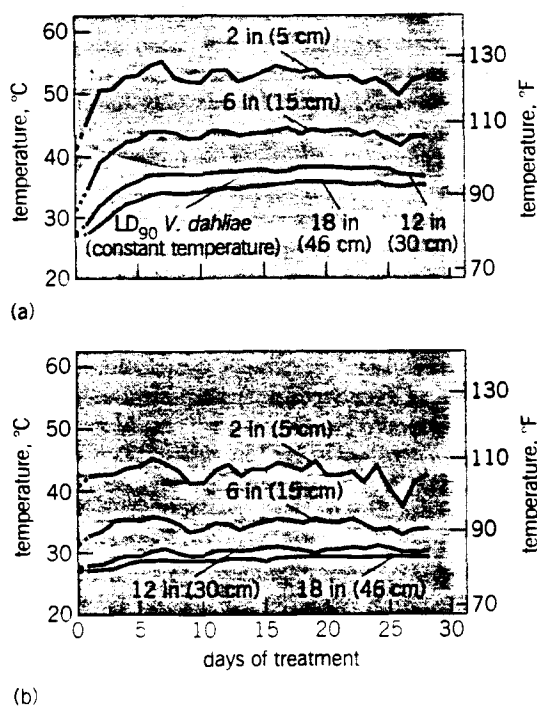 60
50
40
30
20
temperature, °C
2 in (5 cm)
6 in (15 cm)
LD90 V. dahliae
(constant temperature)
18 in
(46 cm)
12 in
(30 cm)
130
110
90
70
temperature, °F
(a)
60
50
40
30
20
temperature, °C
2 in (5 cm)
6 in (15 cm)
12 in (30 cm)
18 in (46 cm)
130
110
90
70
temperature, °F
0 5 10 15 20 25 30
days of treatment
(b)